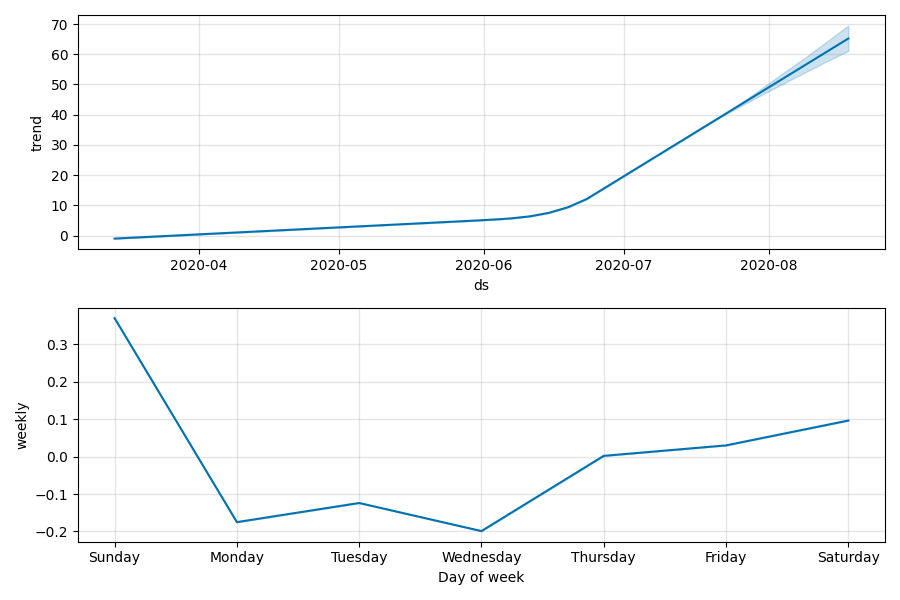 70
60
50
40
30
20
10
0
trend
2020-04 2020-05 2020-06 2020-07 2020-08
ds
0.3
0.2
0.1
0.0
−0.1
−0.2
weekly
Sunday Monday Tuesday Wednesday Thursday Friday Saturday
Day of week